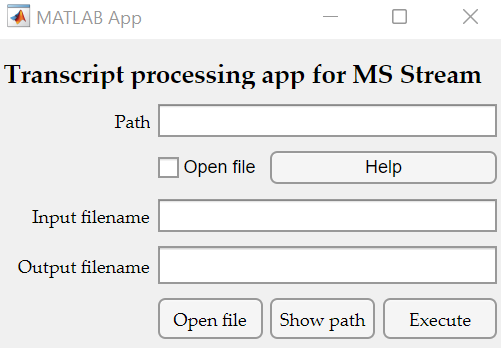 MATLAB App
Transcript processing app for MS Stream
Path
Open file Help
Input filename
Output filename
Open file Show path Execute